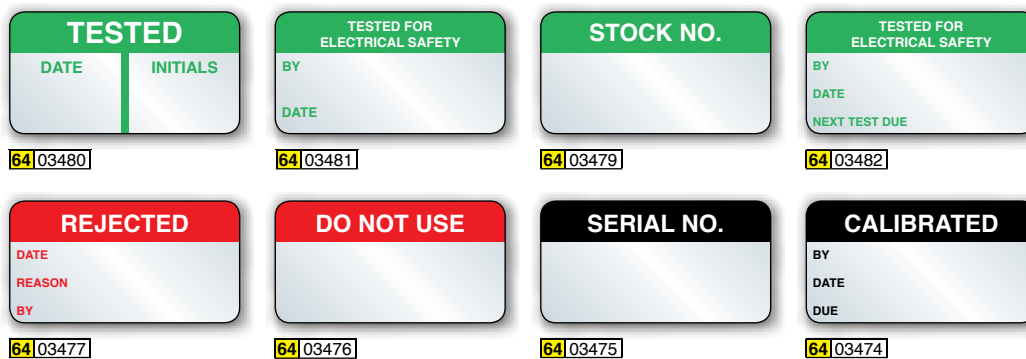 TESTED
DATE INITIALS
64 03480
TESTED FOR
ELECTRICAL SAFETY
BY
DATE
64 03481
STOCK NO.
64 03479
TESTED FOR
ELECTRICAL SAFETY
BY
DATE
NEXT TEST DUE
64 03482
REJECTED
DATE
REASON
BY
64 03477
DO NOT USE
64 03476
SERIAL NO.
64 03475
CALIBRATED
BY
DATE
DUE
64 03474